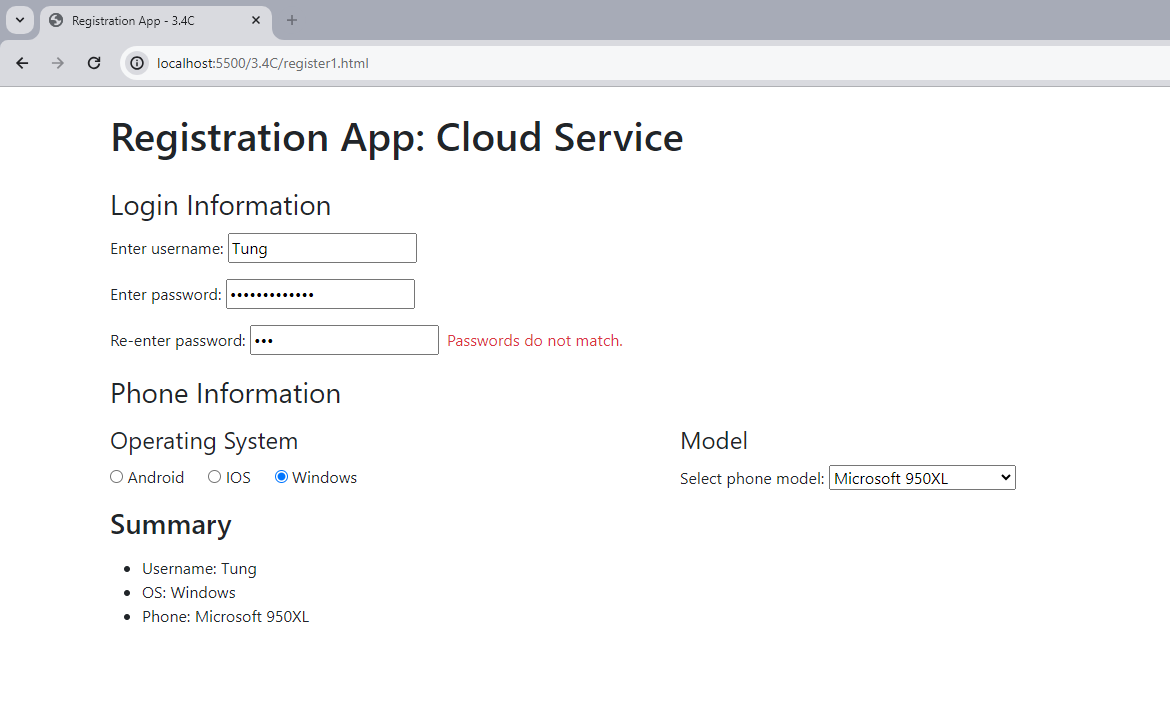 Registration App - 3.4C
localhost:5500/3.4C/register1.html
Registration App: Cloud Service
Login Information
Enter username: Tung
Enter password: •••••••••••••
Re-enter password: ••• Passwords do not match.
Phone Information
Operating System Model
Android IOS Windows Select phone model: Microsoft 950XL
Summary
• Username: Tung
• OS: Windows
• Phone: Microsoft 950XL